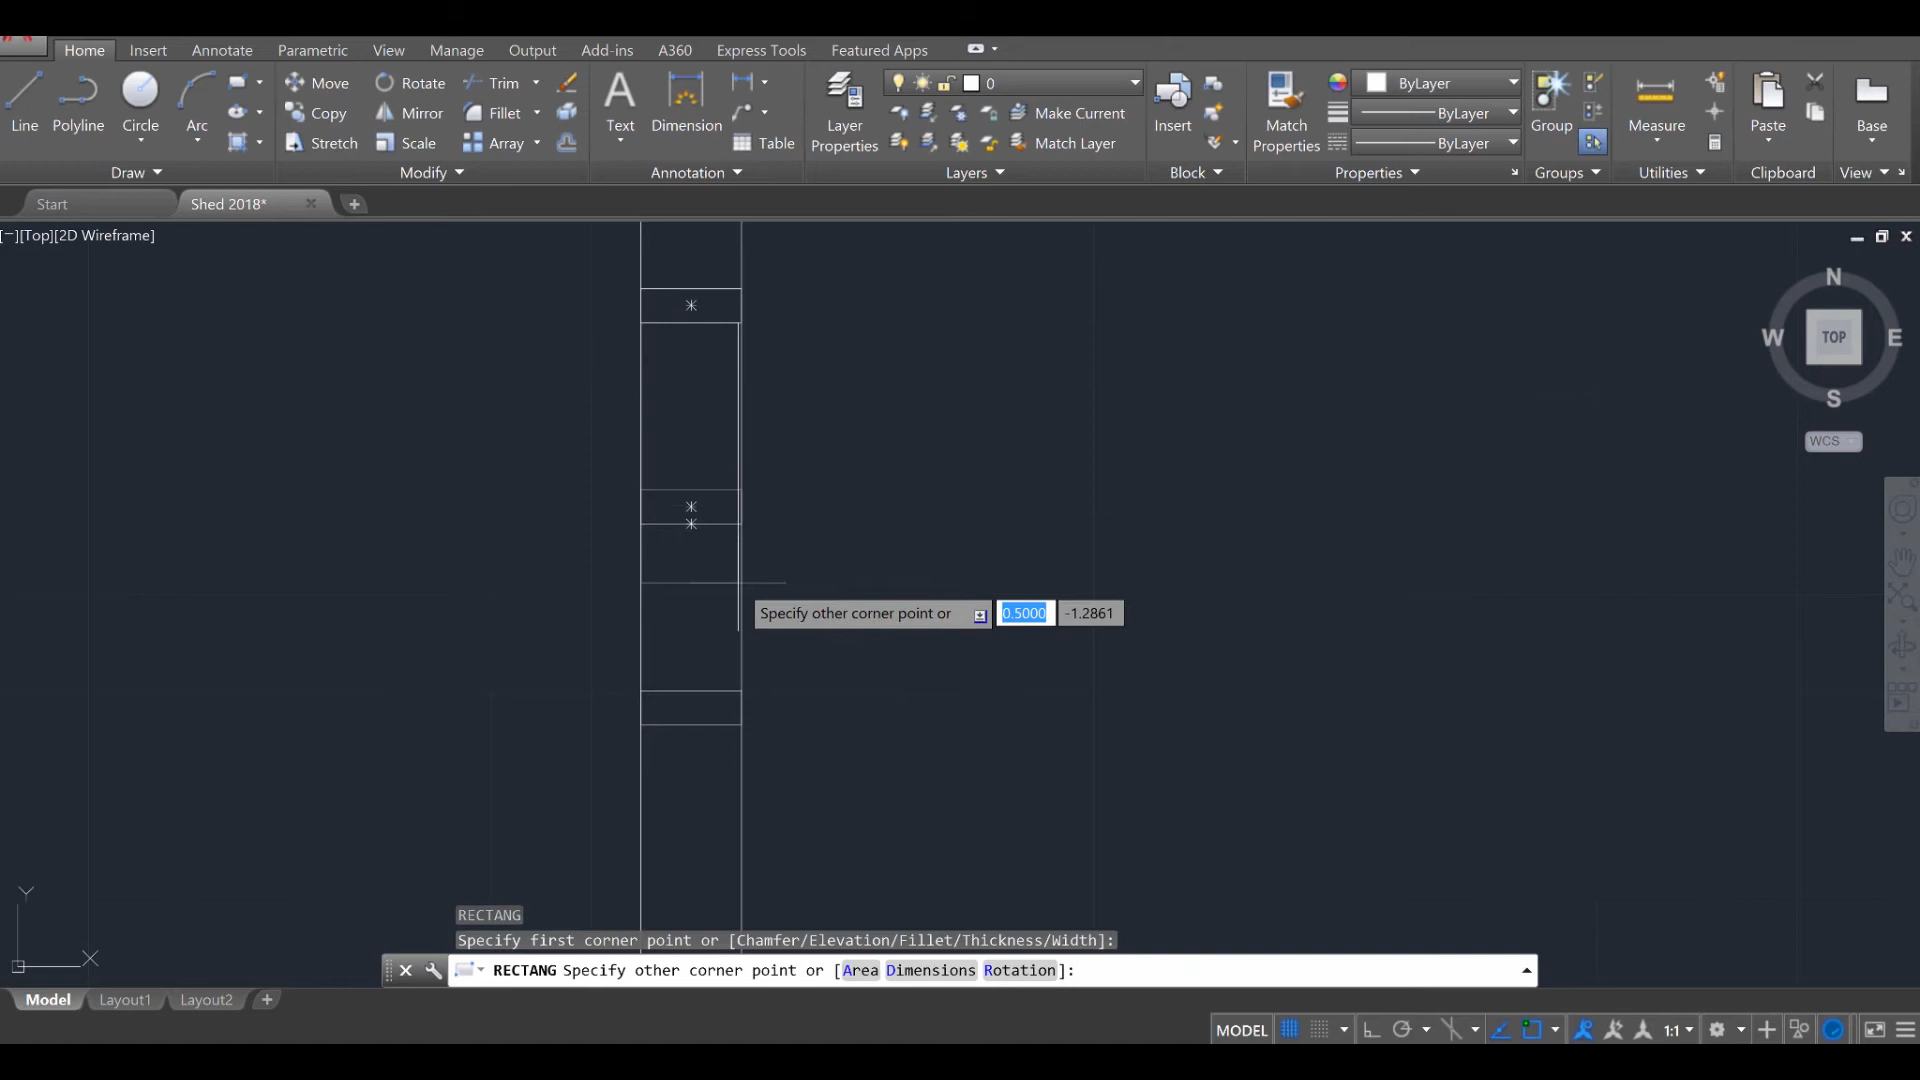 Home Insert Annotate Parametric View Manage Output Add-ins A360 Express Tools Featured Apps
Line Polyline Circle Arc
Move Rotate Trim
Copy Mirror Fillet
Stretch Scale Array
Text Dimension
Table
Layer Properties
0
Make Current
Match Layer
Insert
Match Properties
ByLayer
ByLayer
ByLayer
Group
Measure
Paste
Base
Draw Modify Annotation Layers Block Properties Groups Utilities Clipboard View
Start Shed 2018* +
[−][Top][2D Wireframe]
N
W TOP E
S
WCS
Specify other corner point or 0.5000 -1.2861
Y
X
RECTANG
Specify first corner point or [Chamfer/Elevation/Fillet/Thickness/Width]:
RECTANG Specify other corner point or [Area Dimensions Rotation]:
Model Layout1 Layout2 +
MODEL 1:1